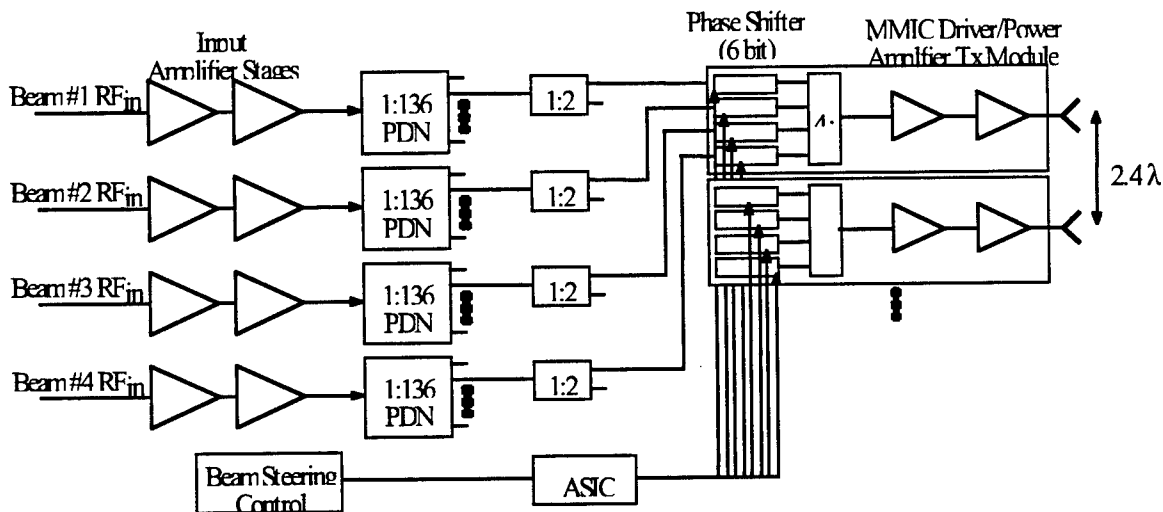 Input
Amplifier Stages
Phase Shifter
(6 bit)
MMIC Driver/Power
Amplifier Tx Module
Beam #1 RFin
1:136
PDN
1:2
Beam #2 RFin
1:136
PDN
1:2
2.4 λ
Beam #3 RFin
1:136
PDN
1:2
Beam #4 RFin
1:136
PDN
1:2
Beam Steering
Control
ASIC